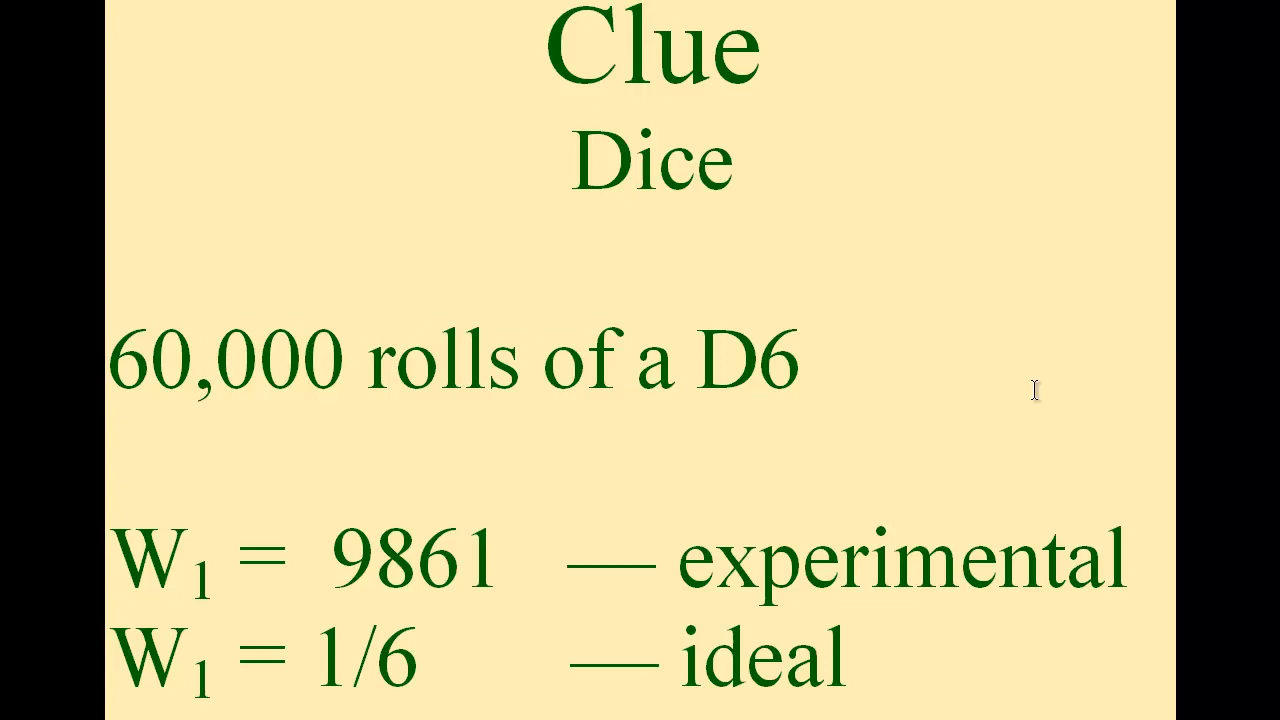 Clue
Dice
60,000 rolls of a D6
W₁ = 9861 — experimental
W₁ = 1/6 — ideal